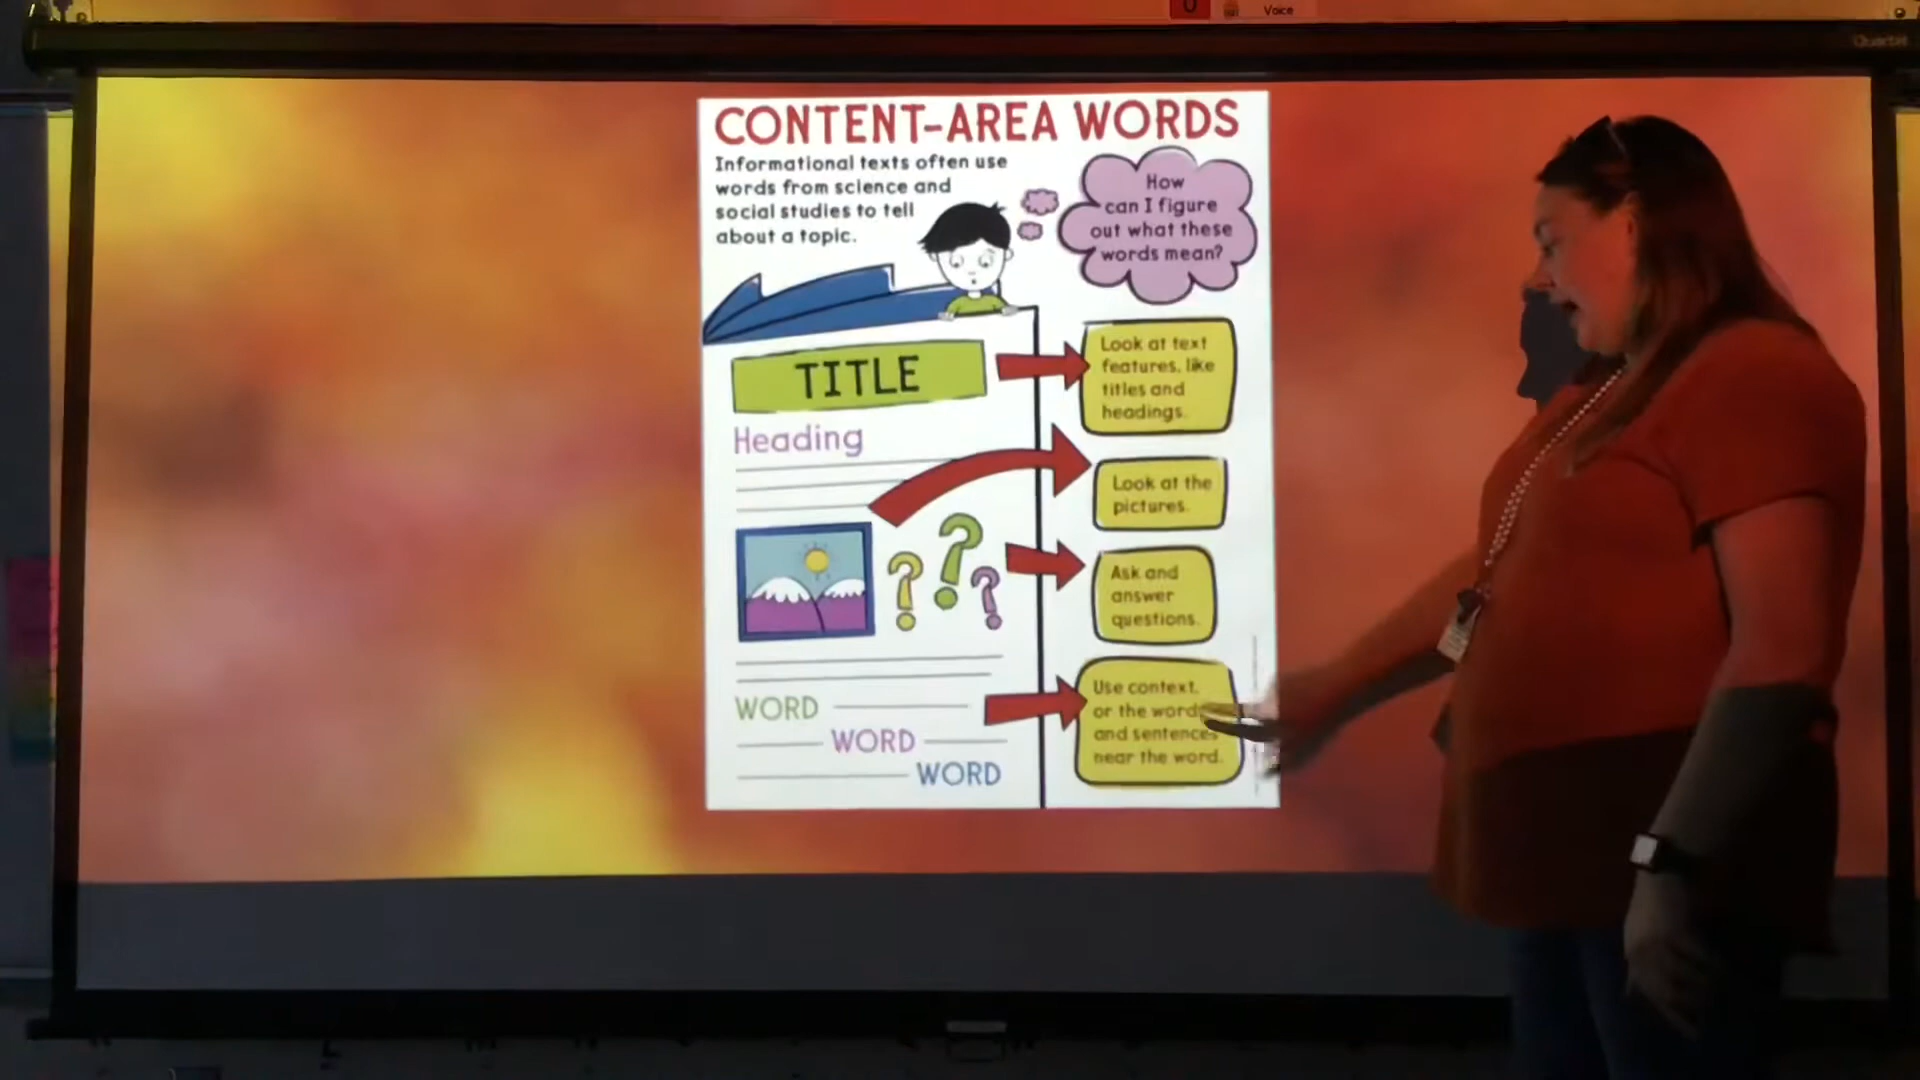 Voice
CONTENT-AREA WORDS
Informational texts often use
words from science and
social studies to tell
about a topic.
How
can I figure
out what these
words mean?
TITLE
Look at text
features, like
titles and
headings.
Heading
Look at the
pictures.
? ? ?
Ask and
answer
questions.
WORD
WORD
WORD
Use context,
or the words
and sentences
near the word.